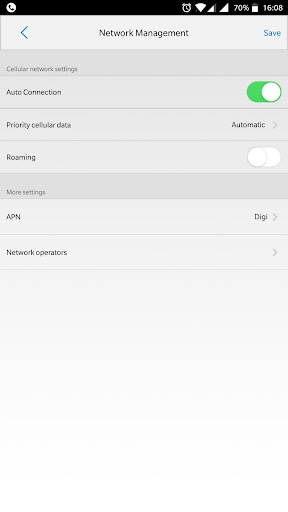 70% 16:08
Network Management Save
Cellular network settings
Auto Connection
Priority cellular data Automatic
Roaming
More settings
APN Digi
Network operators